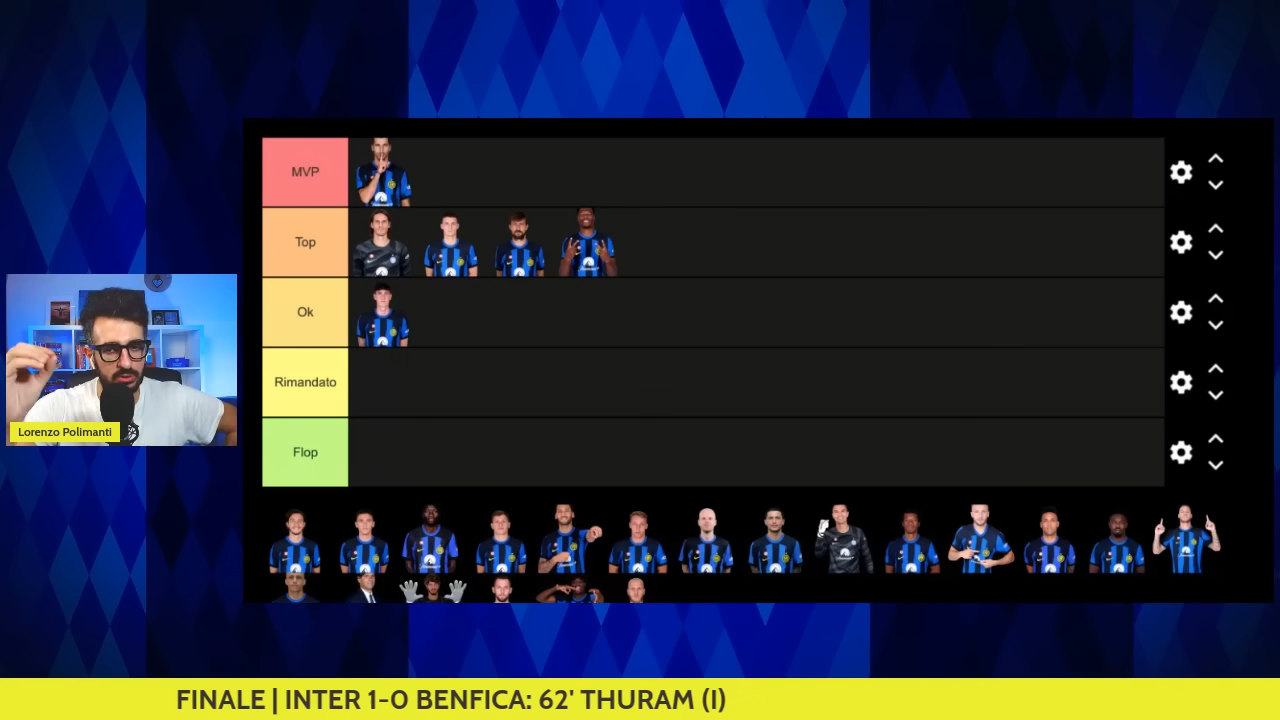 MVP
Top
Ok
Rimandato
Flop
Lorenzo Polimanti
FINALE | INTER 1-0 BENFICA: 62' THURAM (I)